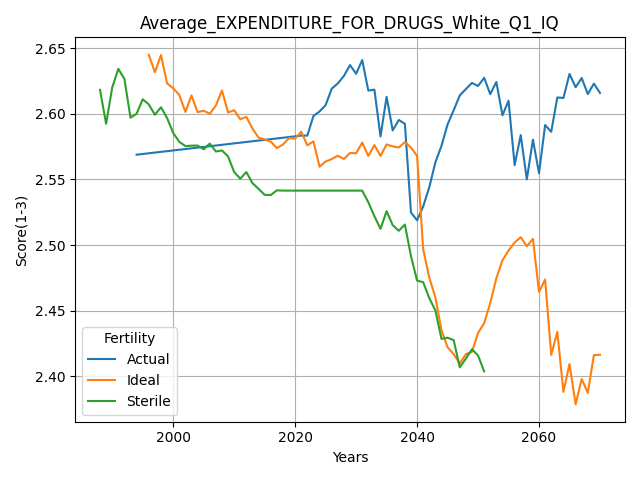 Average_EXPENDITURE_FOR_DRUGS_White_Q1_IQ
Score(1-3)
2.65
2.60
2.55
2.50
2.45
2.40
Fertility
Actual
Ideal
Sterile
2000
2020
2040
2060
Years